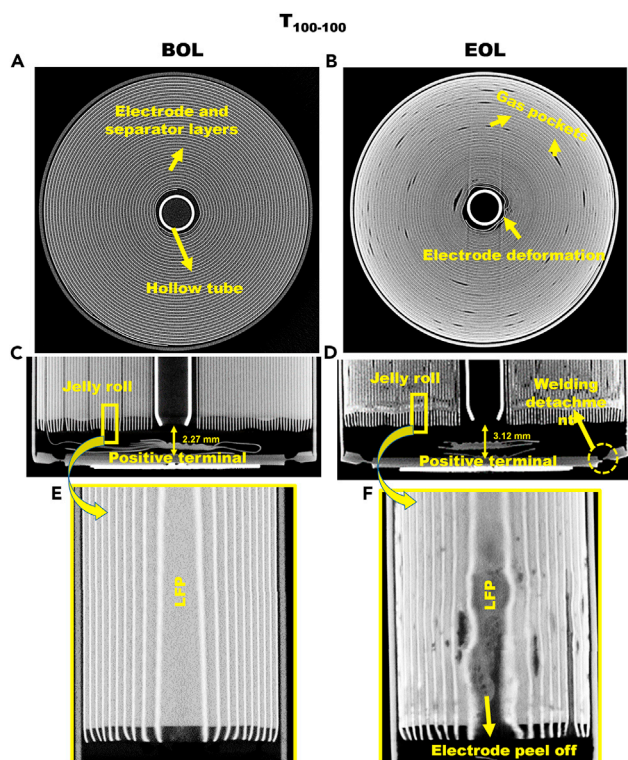 T100-100
BOL
EOL
A
B
Electrode and
separator layers
Hollow tube
Gas pockets
Electrode deformation
C
D
Jelly roll
2.27 mm
Positive terminal
Jelly roll
Welding
detachme
nt
3.12 mm
Positive terminal
E
F
LFP
LFP
Electrode peel off